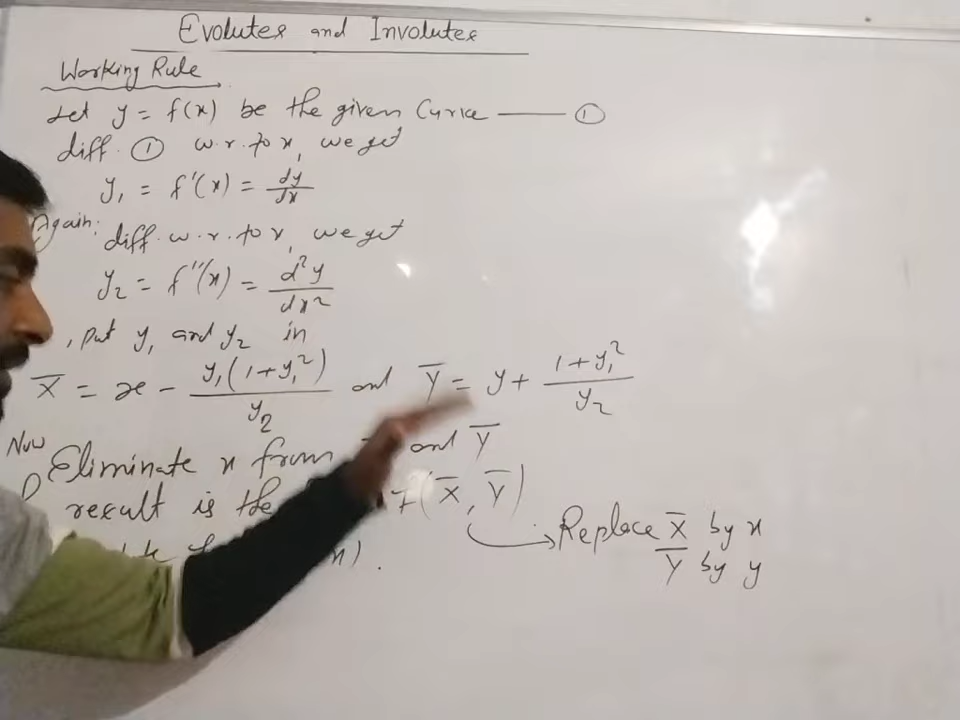 Evolutes and Involutes
Working Rule
Let y = f(x) be the given Curve —— ①
diff. ① w.r.to x, we get
y₁ = f'(x) = dy/dx
Again diff. w.r.to x, we get
y₂ = f''(x) = d²y/dx²
, put y₁ and y₂ in
X̅ = x - y₁(1+y₁²)/y₂ and Y̅ = y + (1+y₁²)/y₂
Now Eliminate x from and Y̅
result is the F(X̅, Y̅)
x).
Replace X̅ by x
Y̅ by y